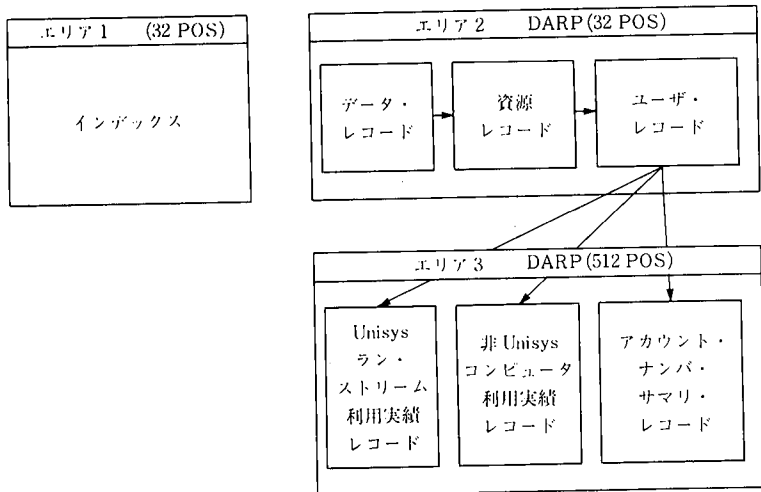 エリア1 (32 POS)
インデックス
エリア2 DARP(32 POS)
データ・
レコード
資源
レコード
ユーザ・
レコード
エリア3 DARP(512 POS)
Unisys
ラン・
ストリーム
利用実績
レコード
非Unisys
コンピュータ
利用実績
レコード
アカウント・
ナンバ・
サマリ・
レコード